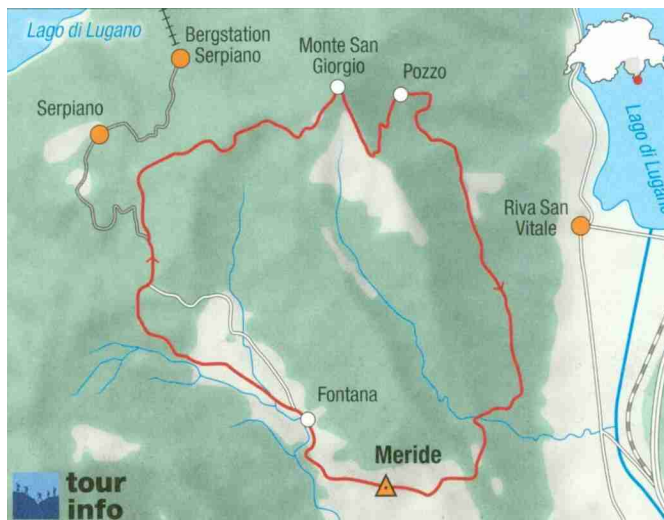 Lago di Lugano
Bergstation
Serpiano
Monte San
Giorgio
Pozzo
Serpiano
Lago di Lugano
Riva San
Vitale
Fontana
Meride
tour
info